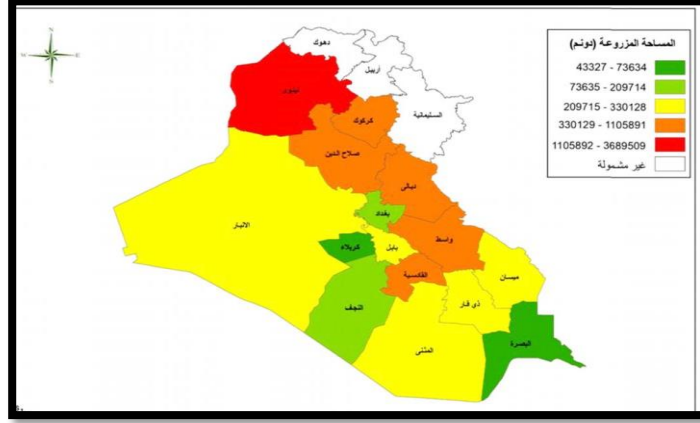 المساحة المزروعة (دونم)
43327 - 73634
73635 - 209714
209715 - 330128
330129 - 1105891
1105892 - 3689509
غير مشمولة
N
W
E
S
دهوك
أربيل
نينوى
كركوك
السليمانية
صلاح الدين
ديالى
بغداد
الانبار
واسط
بابل
كربلاء
القادسية
ميسان
النجف
ذي قار
المثنى
البصرة